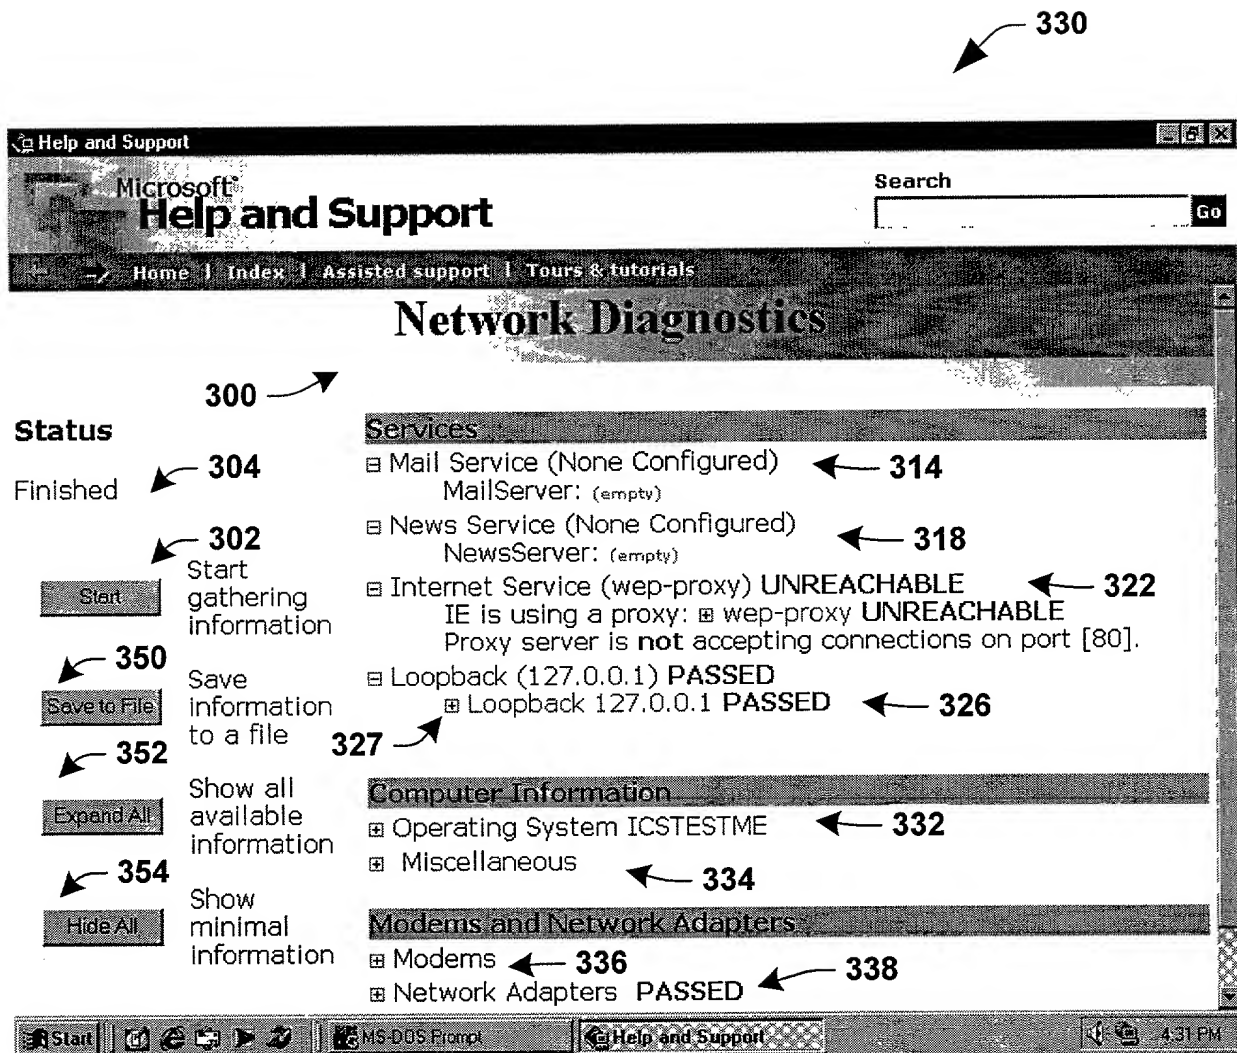 330
Help and Support
Microsoft
Help and Support
Search
Go
Home | Index | Assisted support | Tours & tutorials
Network Diagnostics
300
Status
304
Finished
302
Start
Start gathering information
350
Save to File
Save information to a file
352
Expand All
Show all available information
354
Hide All
Show minimal information
Services
Mail Service (None Configured)
314
MailServer: (empty)
News Service (None Configured)
318
NewsServer: (empty)
Internet Service (wep-proxy) UNREACHABLE
322
IE is using a proxy: wep-proxy UNREACHABLE
Proxy server is not accepting connections on port [80].
Loopback (127.0.0.1) PASSED
Loopback 127.0.0.1 PASSED
326
327
Computer Information
Operating System ICSTESTME
332
Miscellaneous
334
Modems and Network Adapters
Modems
336
Network Adapters PASSED
338
Start
MS-DOS Prompt
Help and Support
4:31 PM